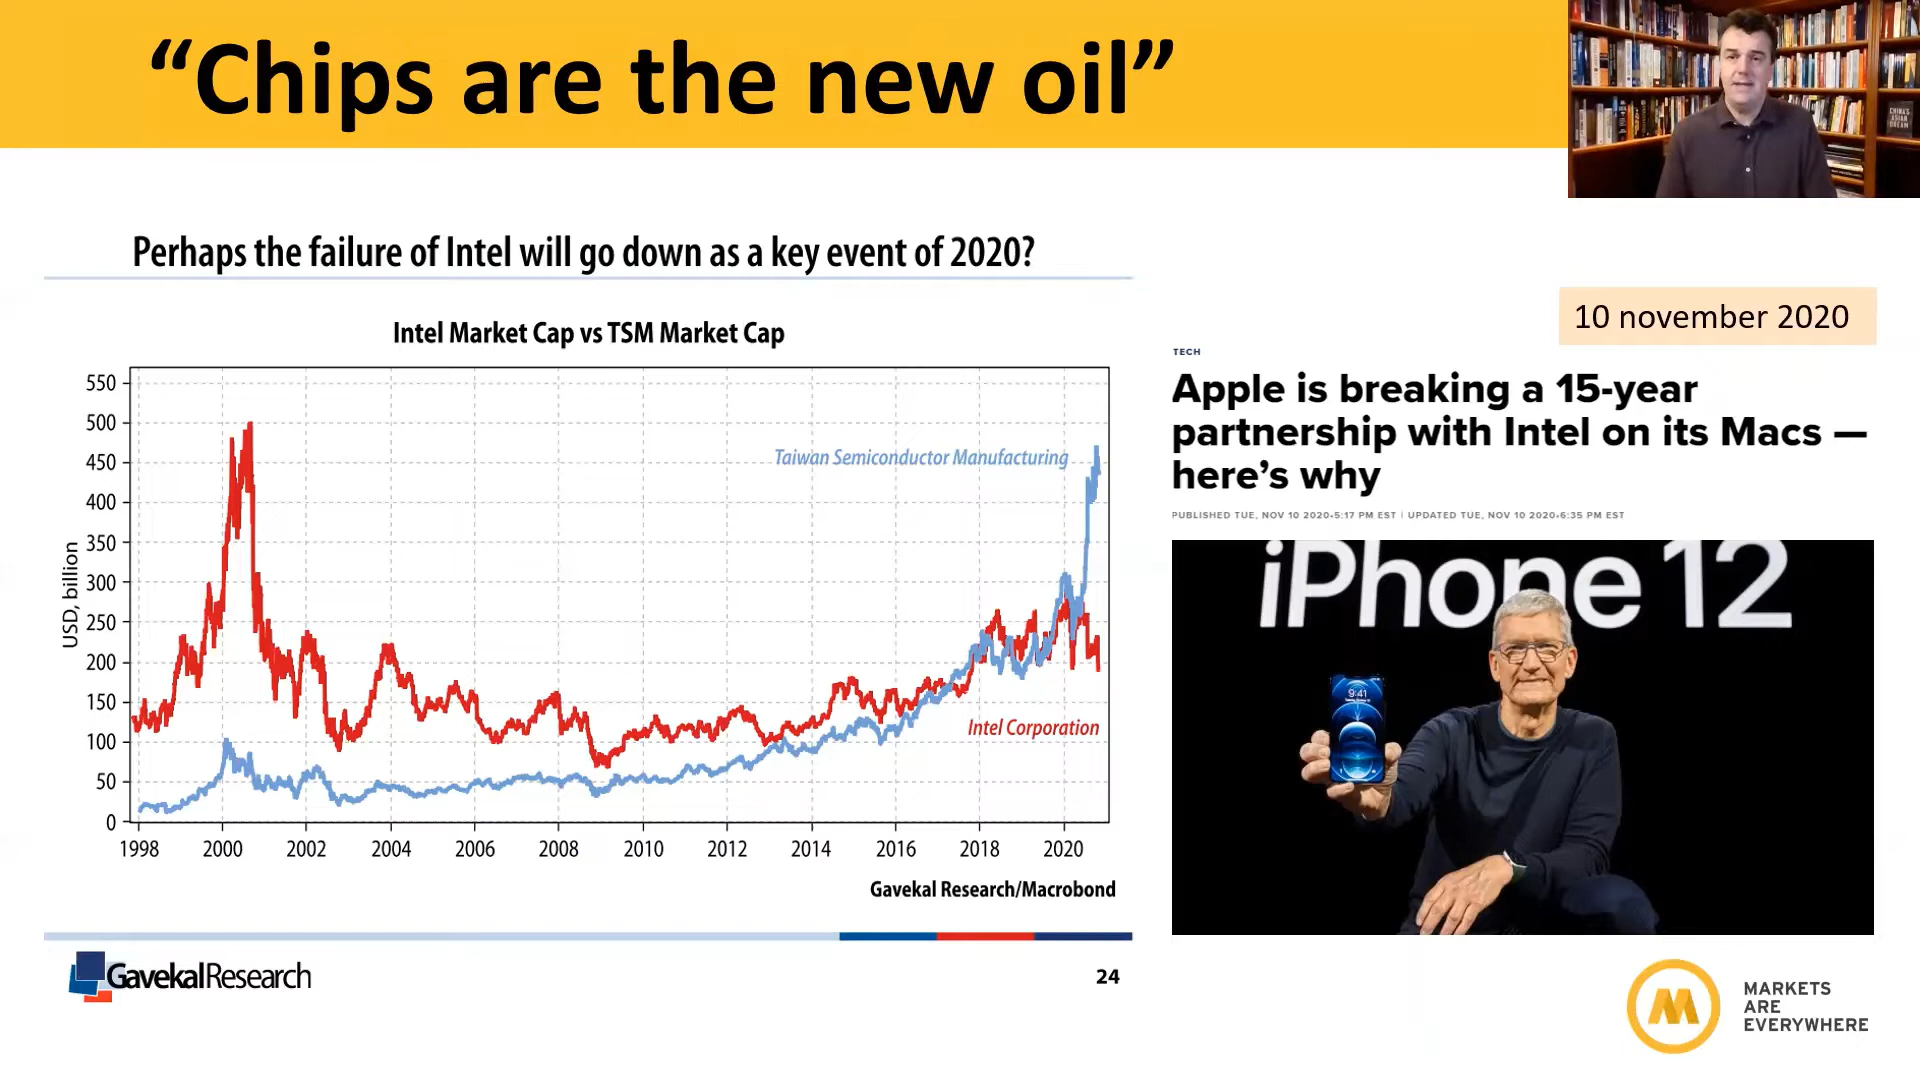 “Chips are the new oil”
CHINA'S
ASIAN
DREAM
Perhaps the failure of Intel will go down as a key event of 2020?
Intel Market Cap vs TSM Market Cap
USD, billion
550
500
450
400
350
300
250
200
150
100
50
0
Taiwan Semiconductor Manufacturing
Intel Corporation
1998 2000 2002 2004 2006 2008 2010 2012 2014 2016 2018 2020
Gavekal Research/Macrobond
GavekalResearch
24
10 november 2020
TECH
Apple is breaking a 15-year
partnership with Intel on its Macs —
here’s why
PUBLISHED TUE, NOV 10 2020•5:17 PM EST | UPDATED TUE, NOV 10 2020•6:35 PM EST
iPhone 12
9:41
MARKETS
ARE
EVERYWHERE